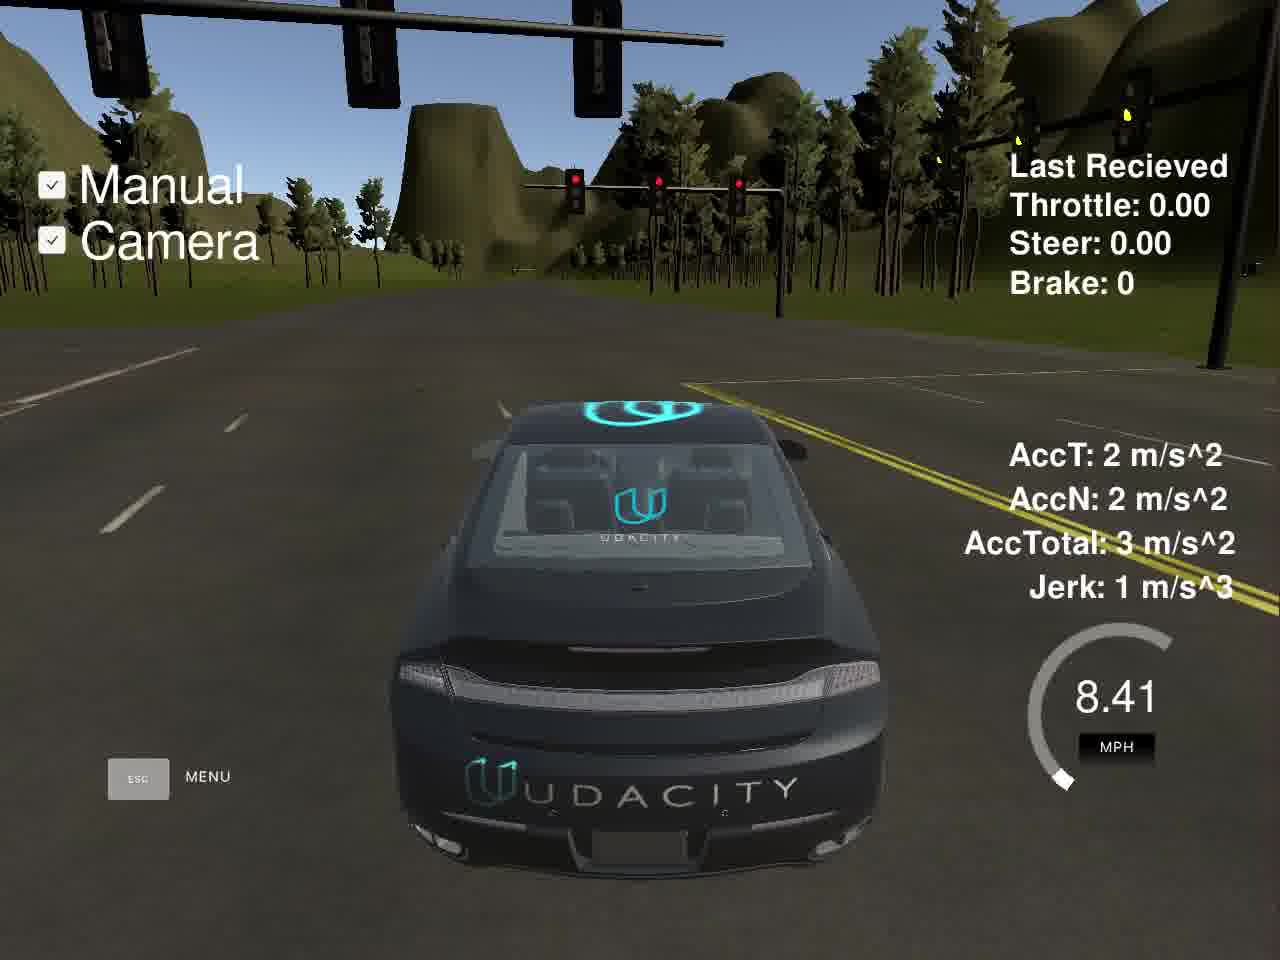 Manual
Camera
Last Recieved
Throttle: 0.00
Steer: 0.00
Brake: 0
AccT: 2 m/s^2
AccN: 2 m/s^2
AccTotal: 3 m/s^2
Jerk: 1 m/s^3
UDACITY
8.41
MPH
ESC MENU
UDACITY